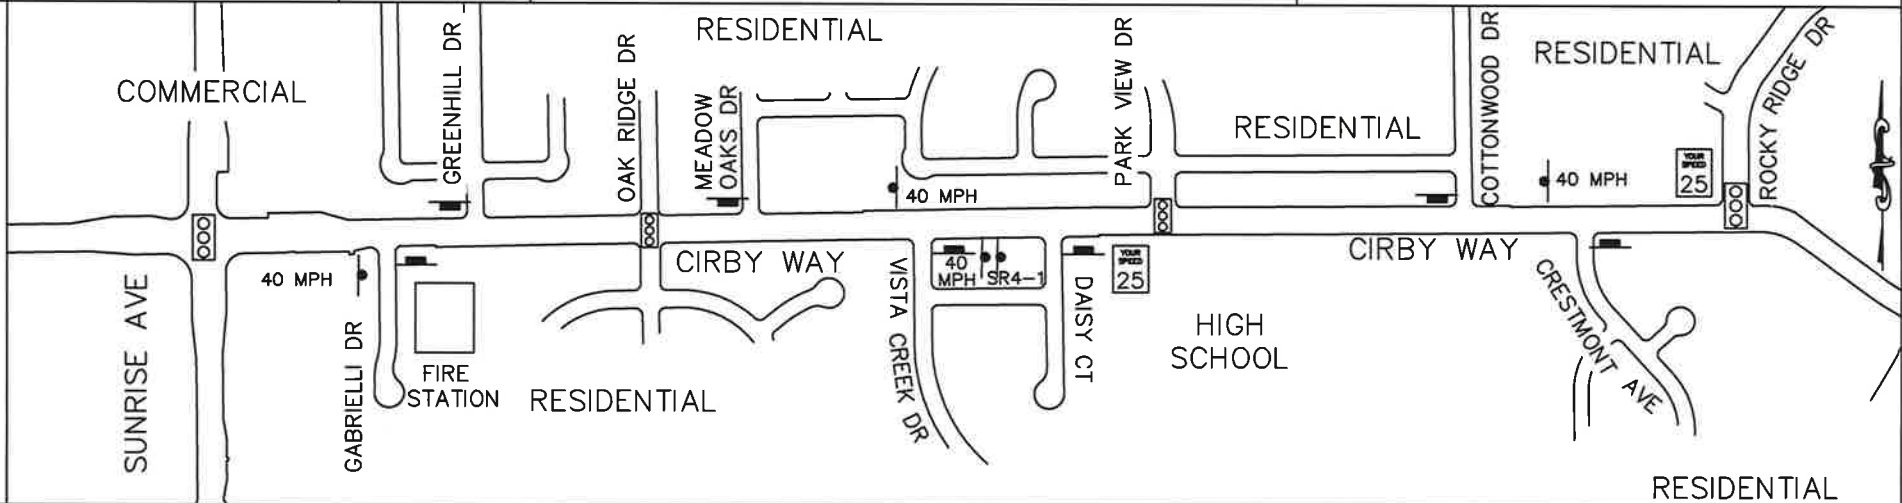 COMMERCIAL
GREENHILL DR
OAK RIDGE DR
RESIDENTIAL
MEADOW
OAKS DR
40 MPH
PARK VIEW DR
RESIDENTIAL
COTTONWOOD DR
RESIDENTIAL
40 MPH
YOUR
SPEED
25
ROCKY RIDGE DR
SUNRISE AVE
40 MPH
GABRIELLI DR
FIRE
STATION
RESIDENTIAL
CIRBY WAY
VISTA CREEK DR
40
MPH
SR4-1
DAISY CT
YOUR
SPEED
25
HIGH
SCHOOL
CIRBY WAY
CRESTMONT AVE
RESIDENTIAL